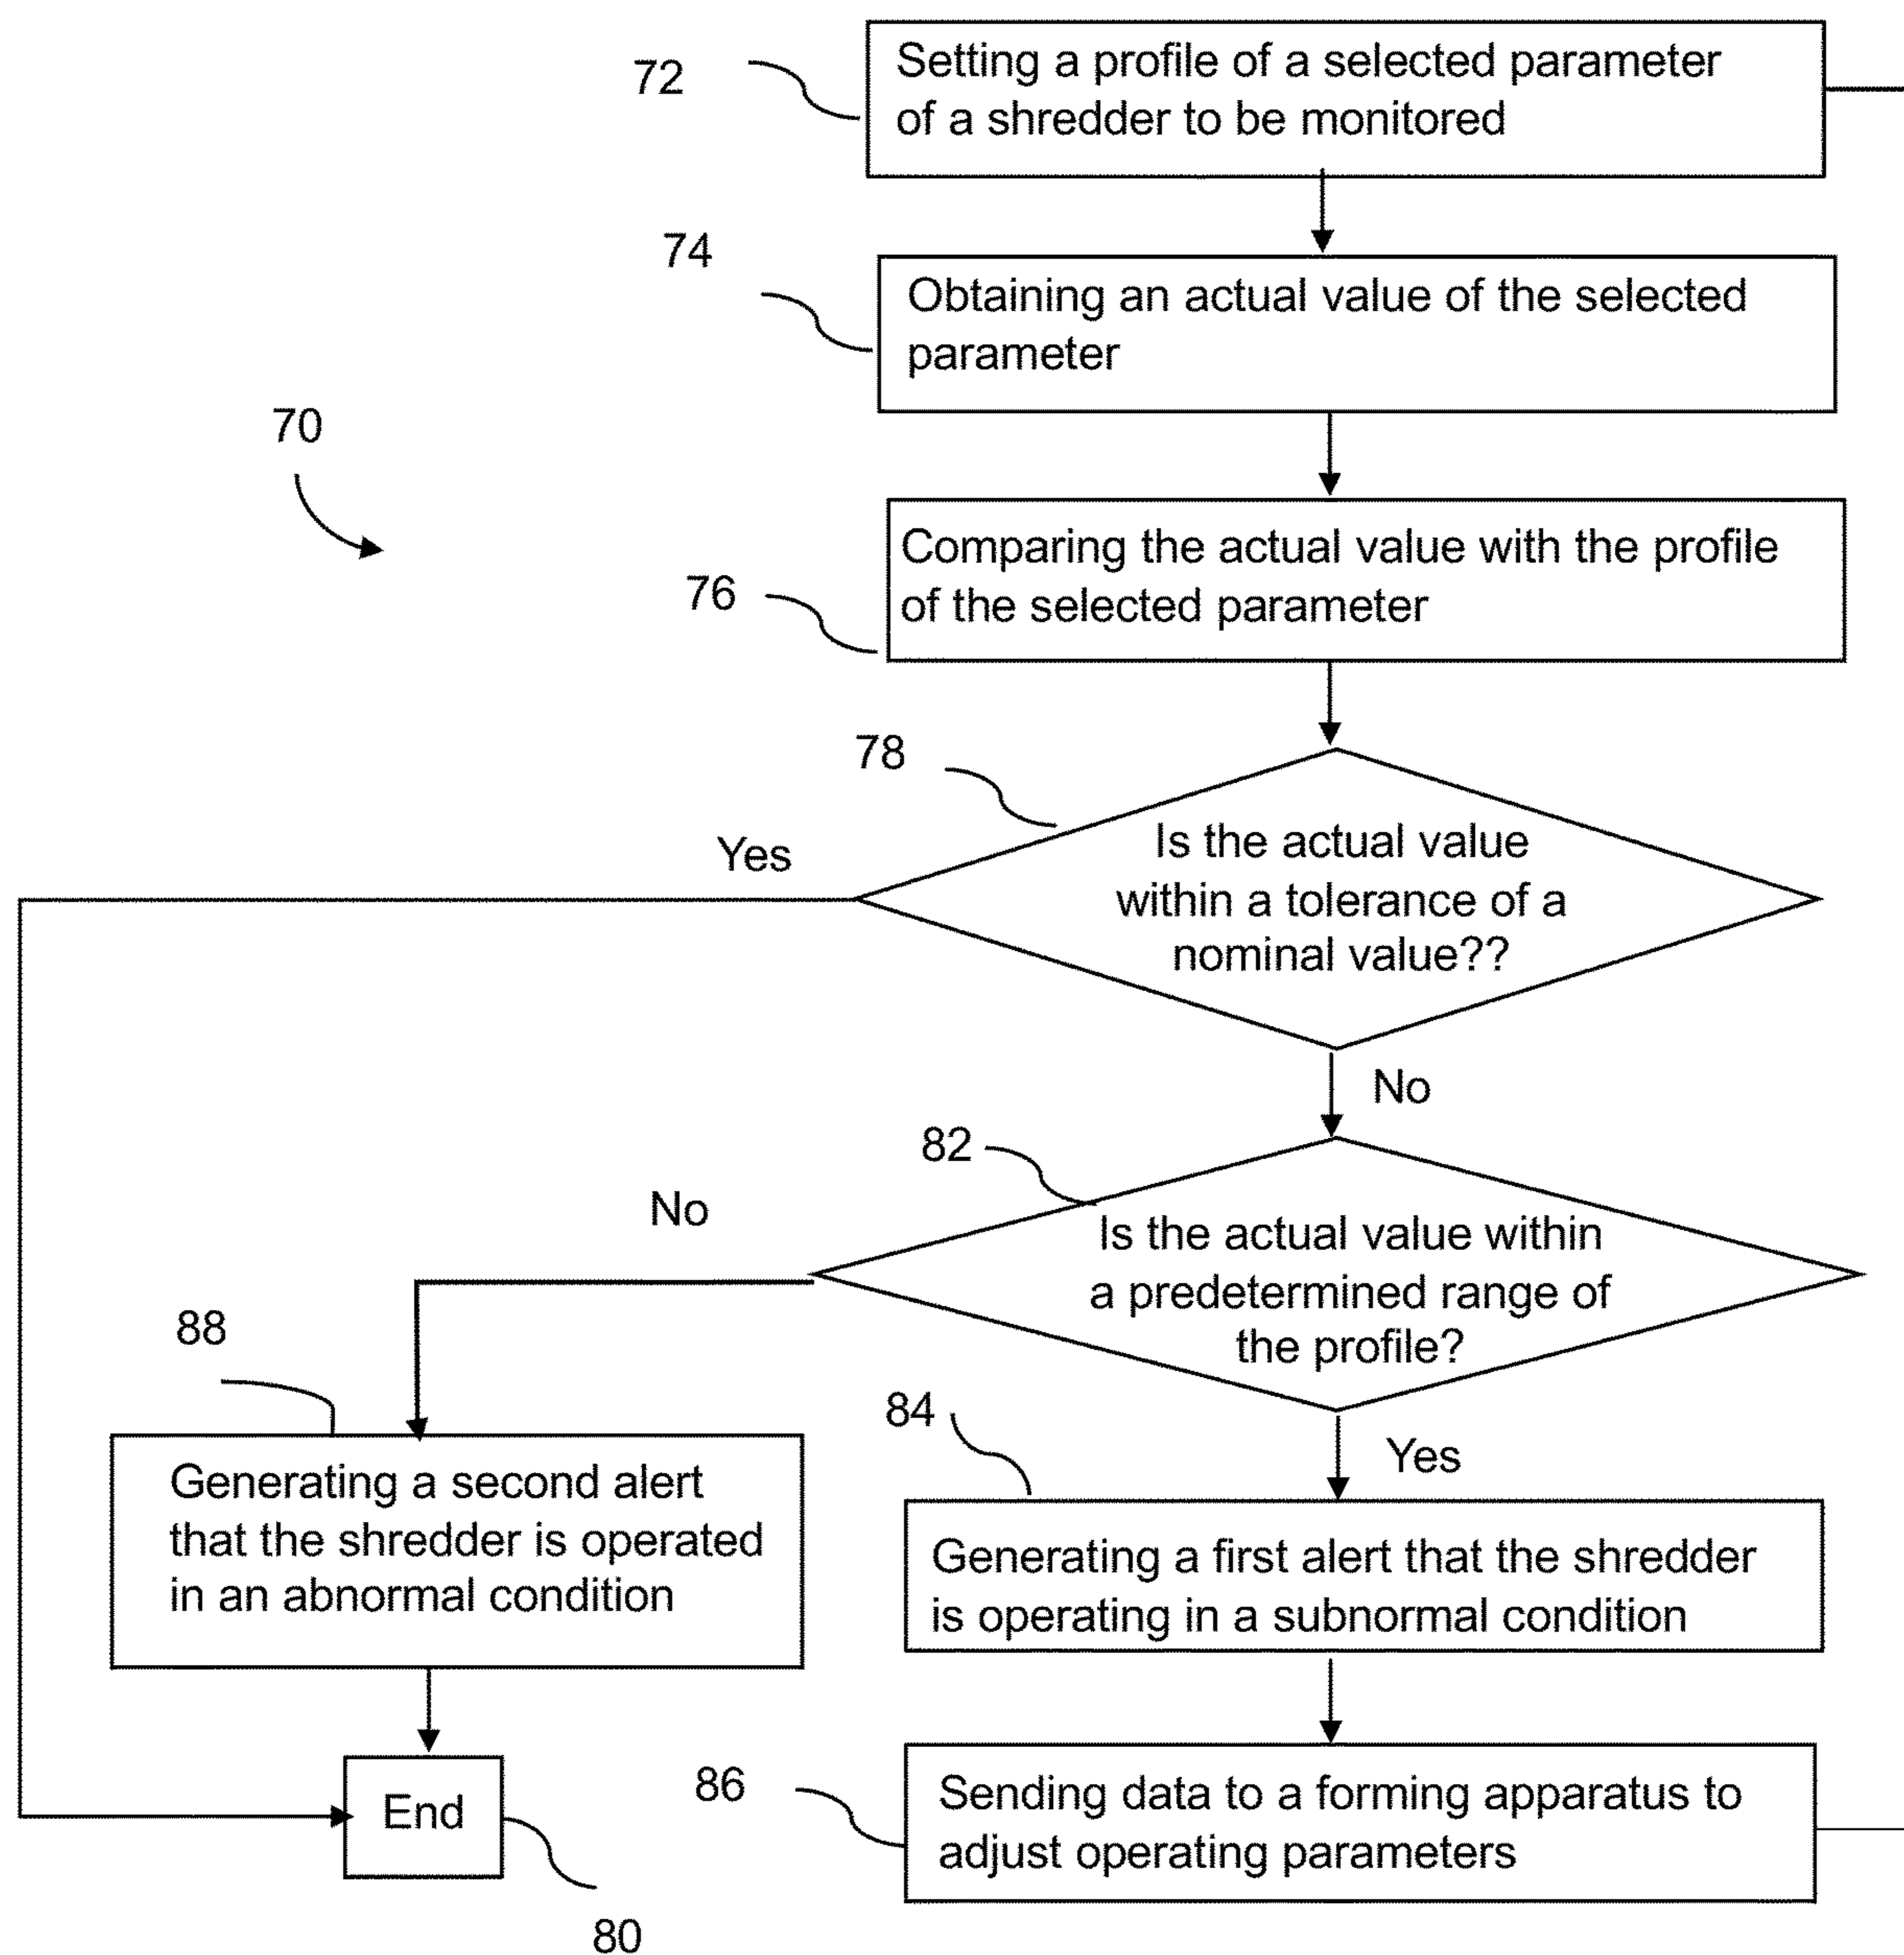 72
Setting a profile of a selected parameter
of a shredder to be monitored
74
Obtaining an actual value of the selected
parameter
70
76
Comparing the actual value with the profile
of the selected parameter
78
Is the actual value
within a tolerance of a
nominal value??
Yes
No
82
Is the actual value within
a predetermined range of
the profile?
No
88
Generating a second alert
that the shredder is operated
in an abnormal condition
84
Yes
Generating a first alert that the shredder
is operating in a subnormal condition
86
Sending data to a forming apparatus to
adjust operating parameters
End
80